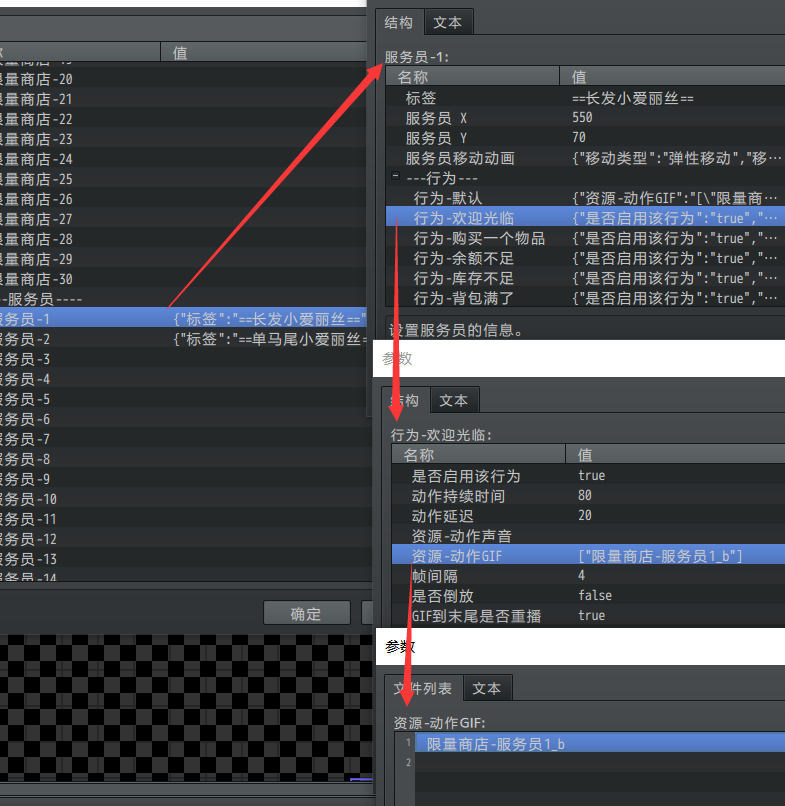 值
限量商店-20
限量商店-21
限量商店-22
限量商店-23
限量商店-24
限量商店-25
限量商店-26
限量商店-27
限量商店-28
限量商店-29
限量商店-30
--服务员----
服务员-1 {"标签":"==长发小爱丽丝=="
服务员-2 {"标签":"==单马尾小爱丽丝=
服务员-3
服务员-4
服务员-5
服务员-6
服务员-7
服务员-8
服务员-9
服务员-10
服务员-11
服务员-12
服务员-13
服务员-14
确定
结构 文本
服务员-1:
名称 值
标签 ==长发小爱丽丝==
服务员 X 550
服务员 Y 70
服务员移动动画 {"移动类型":"弹性移动","移…
---行为---
行为-默认 {"资源-动作GIF":"[\"限量商…
行为-欢迎光临 {"是否启用该行为":"true","…
行为-购买一个物品 {"是否启用该行为":"true","…
行为-余额不足 {"是否启用该行为":"true","…
行为-库存不足 {"是否启用该行为":"true","…
行为-背包满了 {"是否启用该行为":"true","…
设置服务员的信息。
参数
结构 文本
行为-欢迎光临:
名称 值
是否启用该行为 true
动作持续时间 80
动作延迟 20
资源-动作声音
资源-动作GIF ["限量商店-服务员1_b"]
帧间隔 4
是否倒放 false
GIF到末尾是否重播 true
参数
文件列表 文本
资源-动作GIF:
1 限量商店-服务员1_b
2